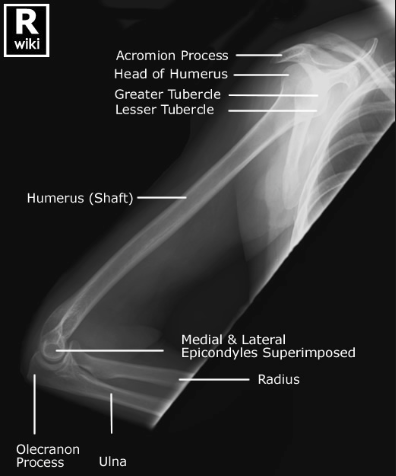 R
wiki
Acromion Process
Head of Humerus
Greater Tubercle
Lesser Tubercle
Humerus (Shaft)
Medial & Lateral
Epicondyles Superimposed
Radius
Olecranon
Process
Ulna